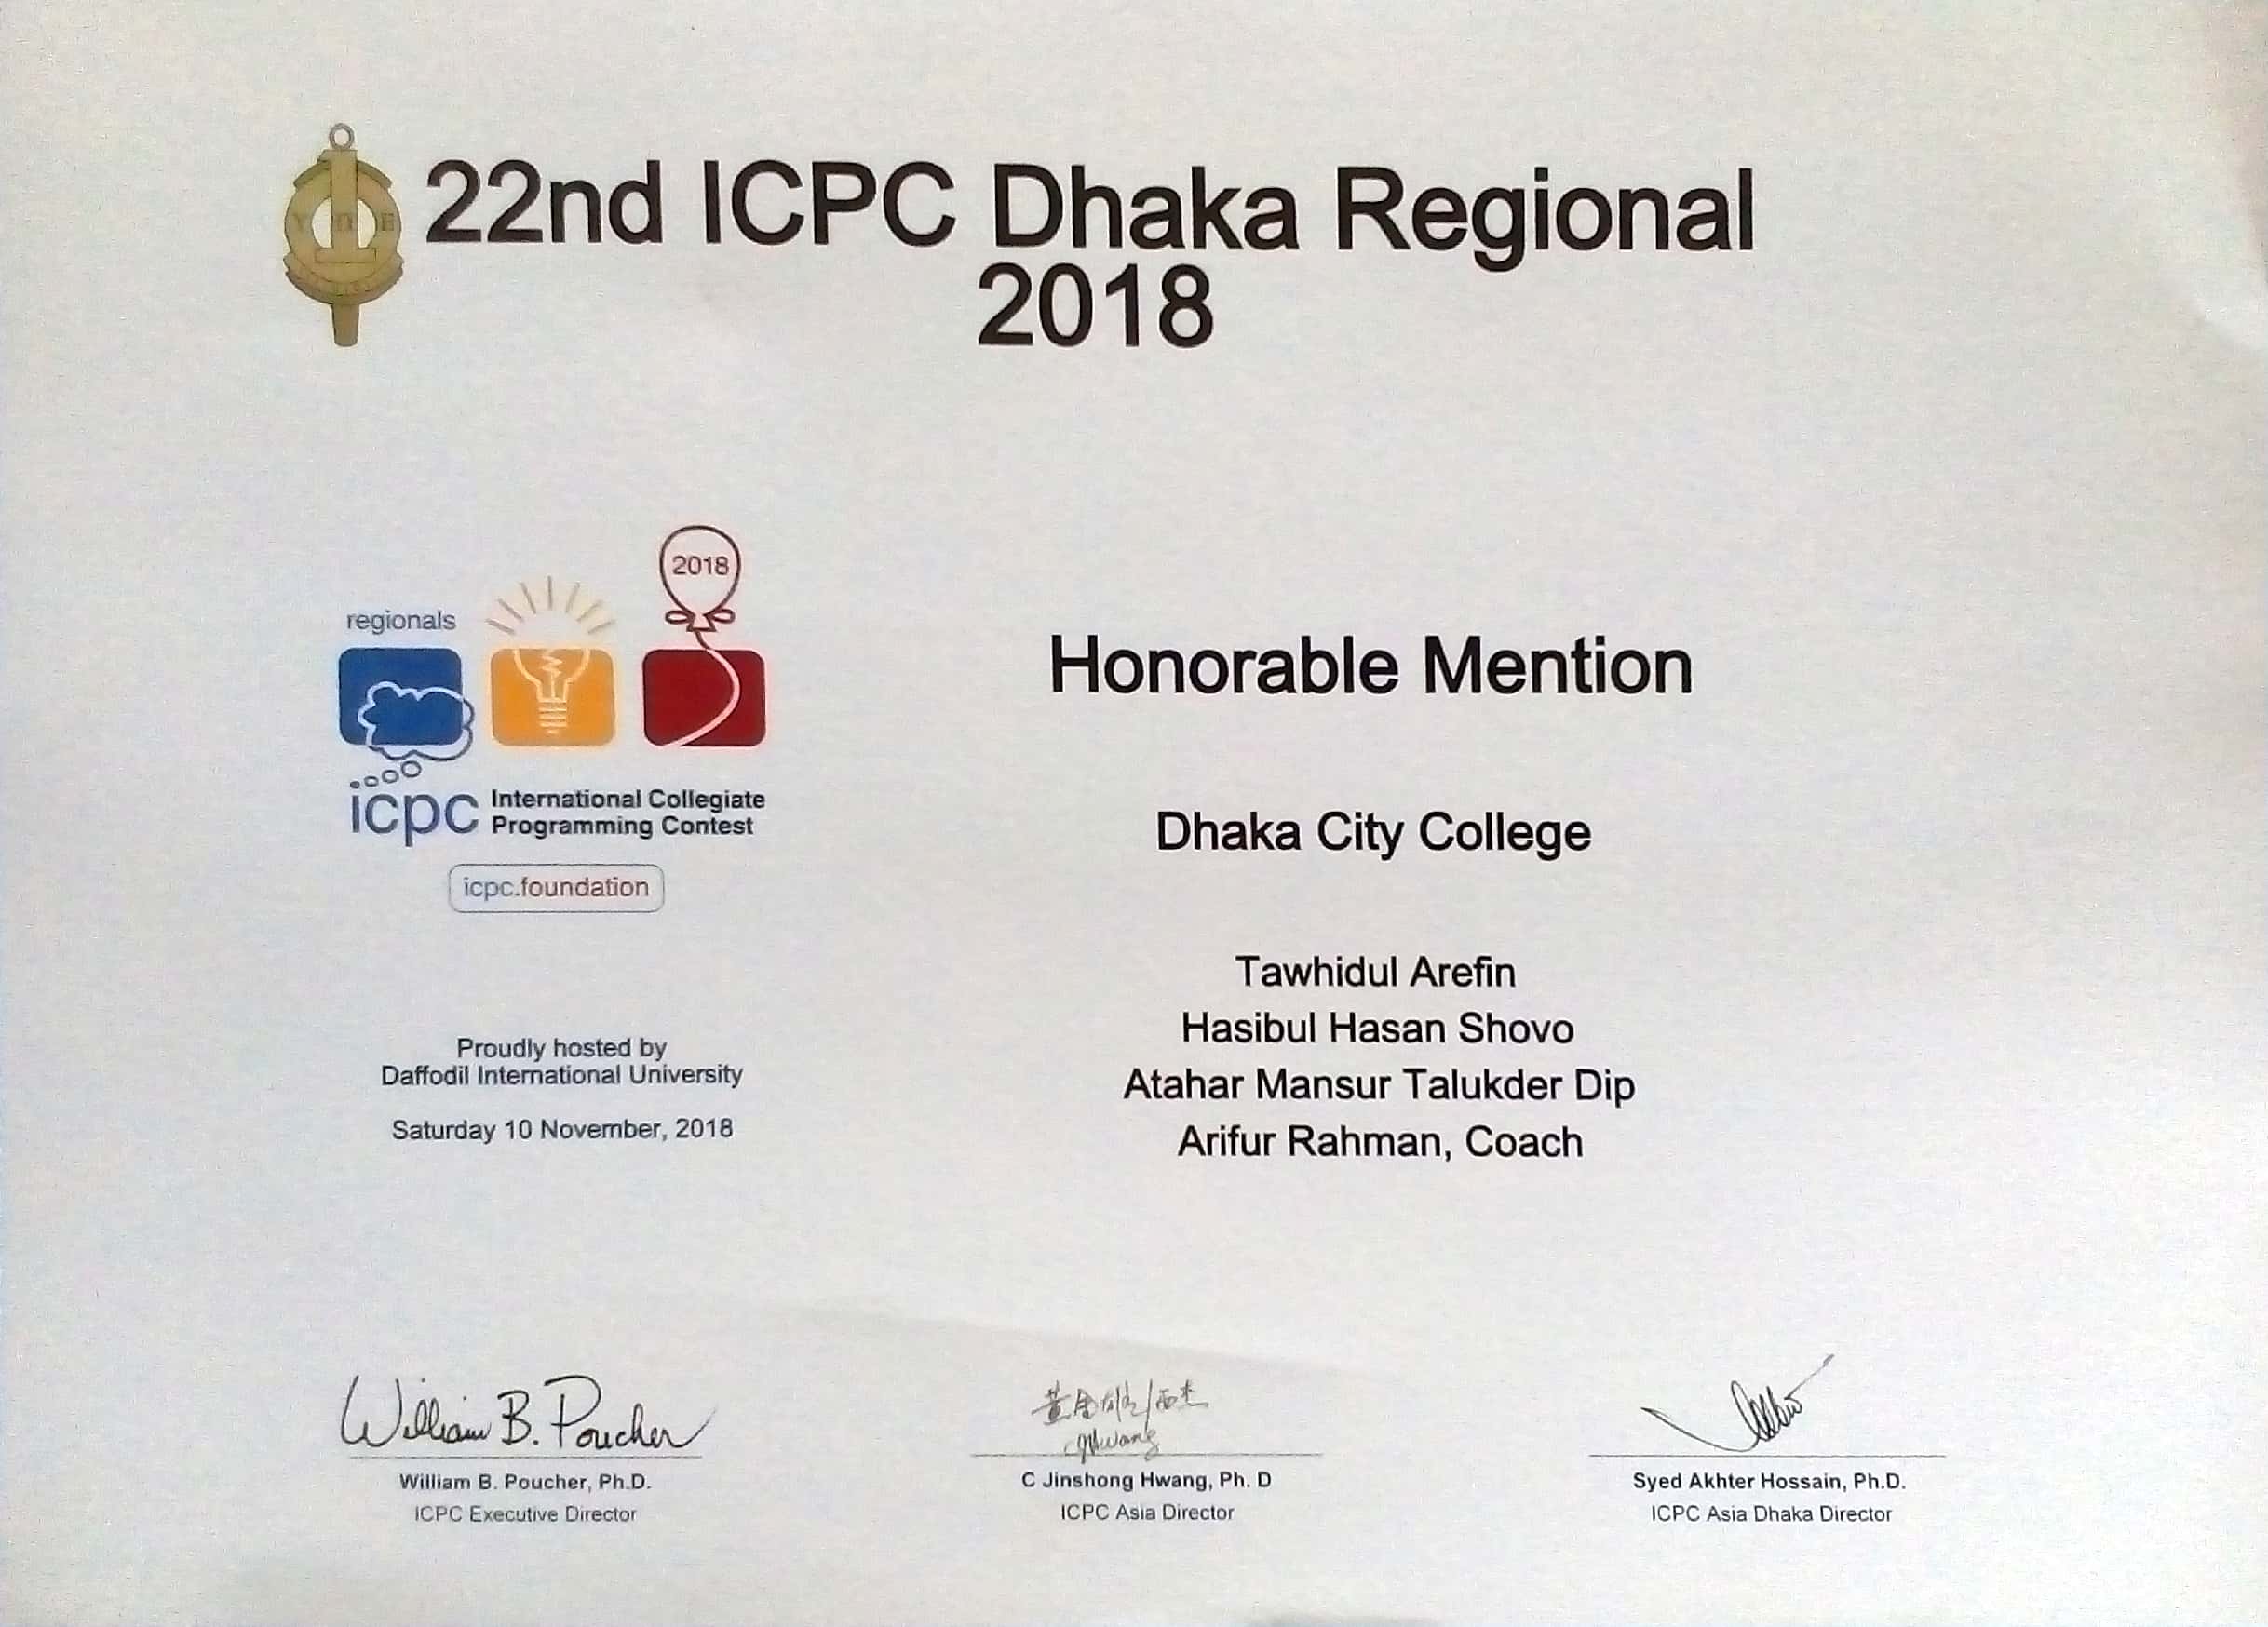 22nd ICPC Dhaka Regional
2018
2018
regionals
icpc International Collegiate
Programming Contest
icpc.foundation
Proudly hosted by
Daffodil International University
Saturday 10 November, 2018
Honorable Mention
Dhaka City College
Tawhidul Arefin
Hasibul Hasan Shovo
Atahar Mansur Talukder Dip
Arifur Rahman, Coach
William B. Poucher
William B. Poucher, Ph.D.
ICPC Executive Director
C Jinshong Hwang, Ph. D
ICPC Asia Director
Syed Akhter Hossain, Ph.D.
ICPC Asia Dhaka Director